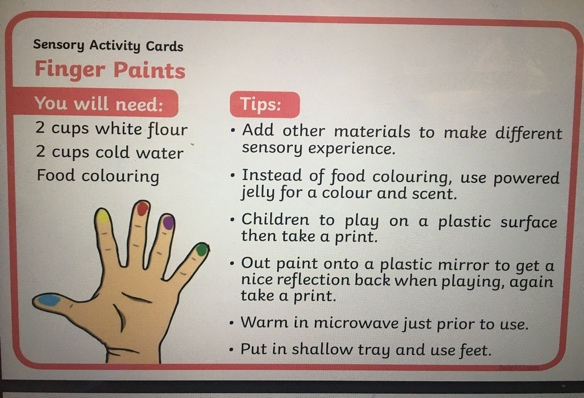 Sensory Activity Cards
Finger Paints
You will need:
2 cups white flour
2 cups cold water
Food colouring
Tips:
• Add other materials to make different
sensory experience.
• Instead of food colouring, use powered
jelly for a colour and scent.
• Children to play on a plastic surface
then take a print.
• Out paint onto a plastic mirror to get a
nice reflection back when playing, again
take a print.
• Warm in microwave just prior to use.
• Put in shallow tray and use feet.